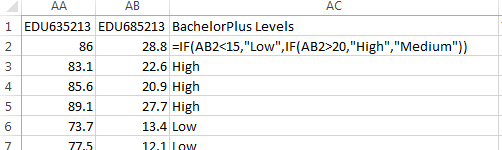 AA AB AC
1 EDU635213 EDU685213 BachelorPlus Levels
2 86 28.8 =IF(AB2<15,"Low",IF(AB2>20,"High","Medium"))
3 83.1 22.6 High
4 85.6 20.9 High
5 89.1 27.7 High
6 73.7 13.4 Low
7 77.5 12.1 Low